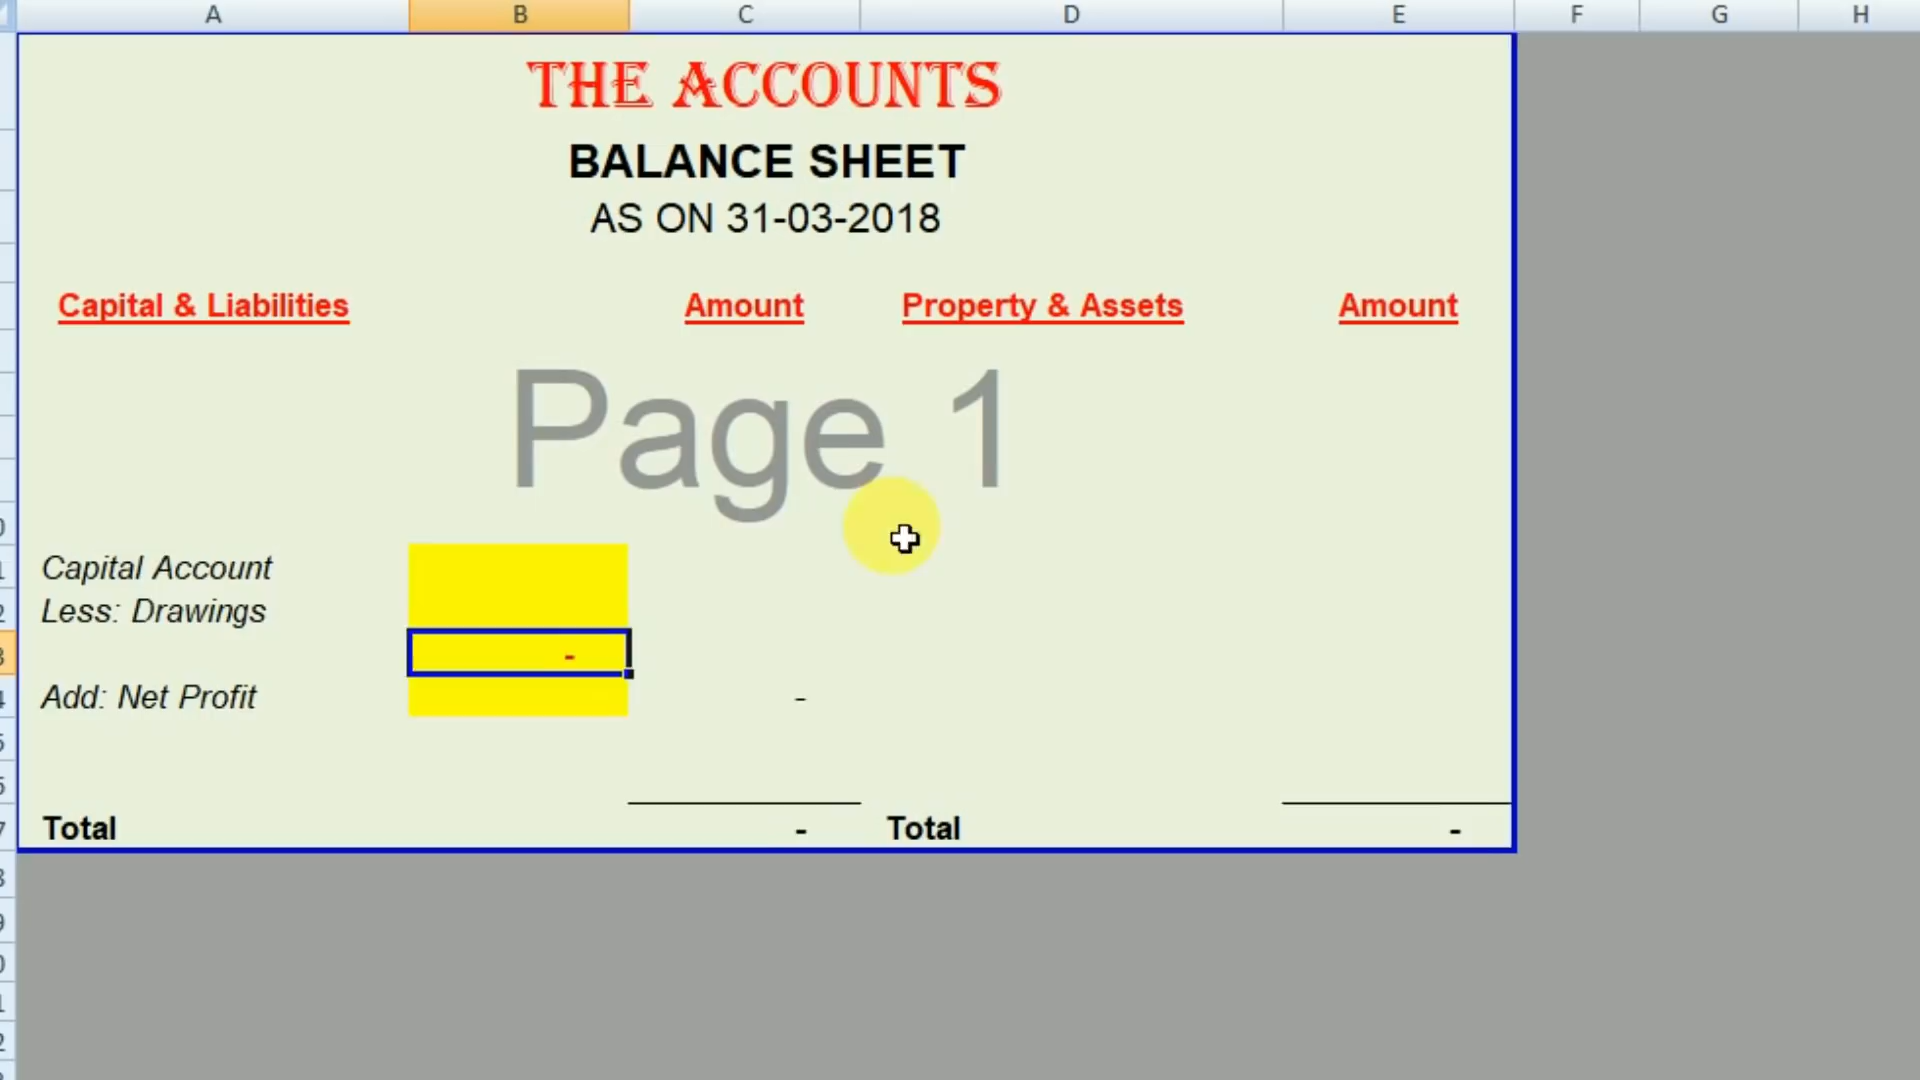 A B C D E F G H
THE ACCOUNTS
BALANCE SHEET
AS ON 31-03-2018
Capital & Liabilities Amount Property & Assets Amount
Page 1
Capital Account
Less: Drawings
-
Add: Net Profit -
Total - Total -